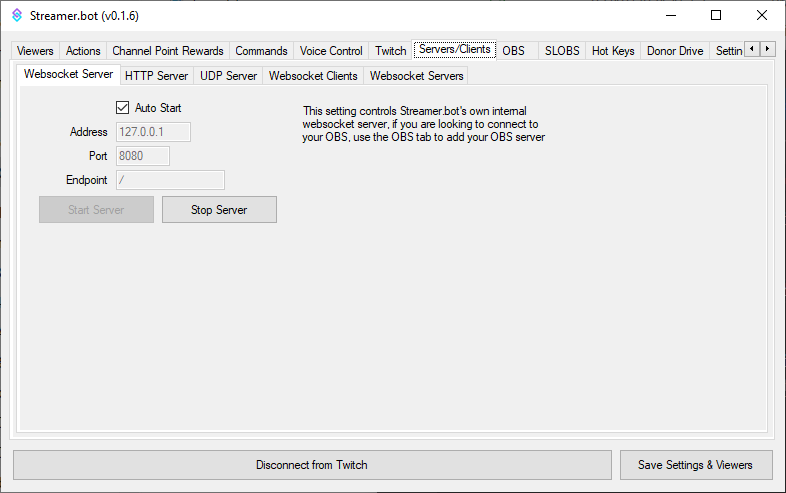 Streamer.bot (v0.1.6)
Viewers Actions Channel Point Rewards Commands Voice Control Twitch Servers/Clients OBS SLOBS Hot Keys Donor Drive Settin
Websocket Server HTTP Server UDP Server Websocket Clients Websocket Servers
Auto Start
This setting controls Streamer.bot's own internal
websocket server, if you are looking to connect to
your OBS, use the OBS tab to add your OBS server
Address 127.0.0.1
Port 8080
Endpoint /
Start Server Stop Server
Disconnect from Twitch Save Settings & Viewers